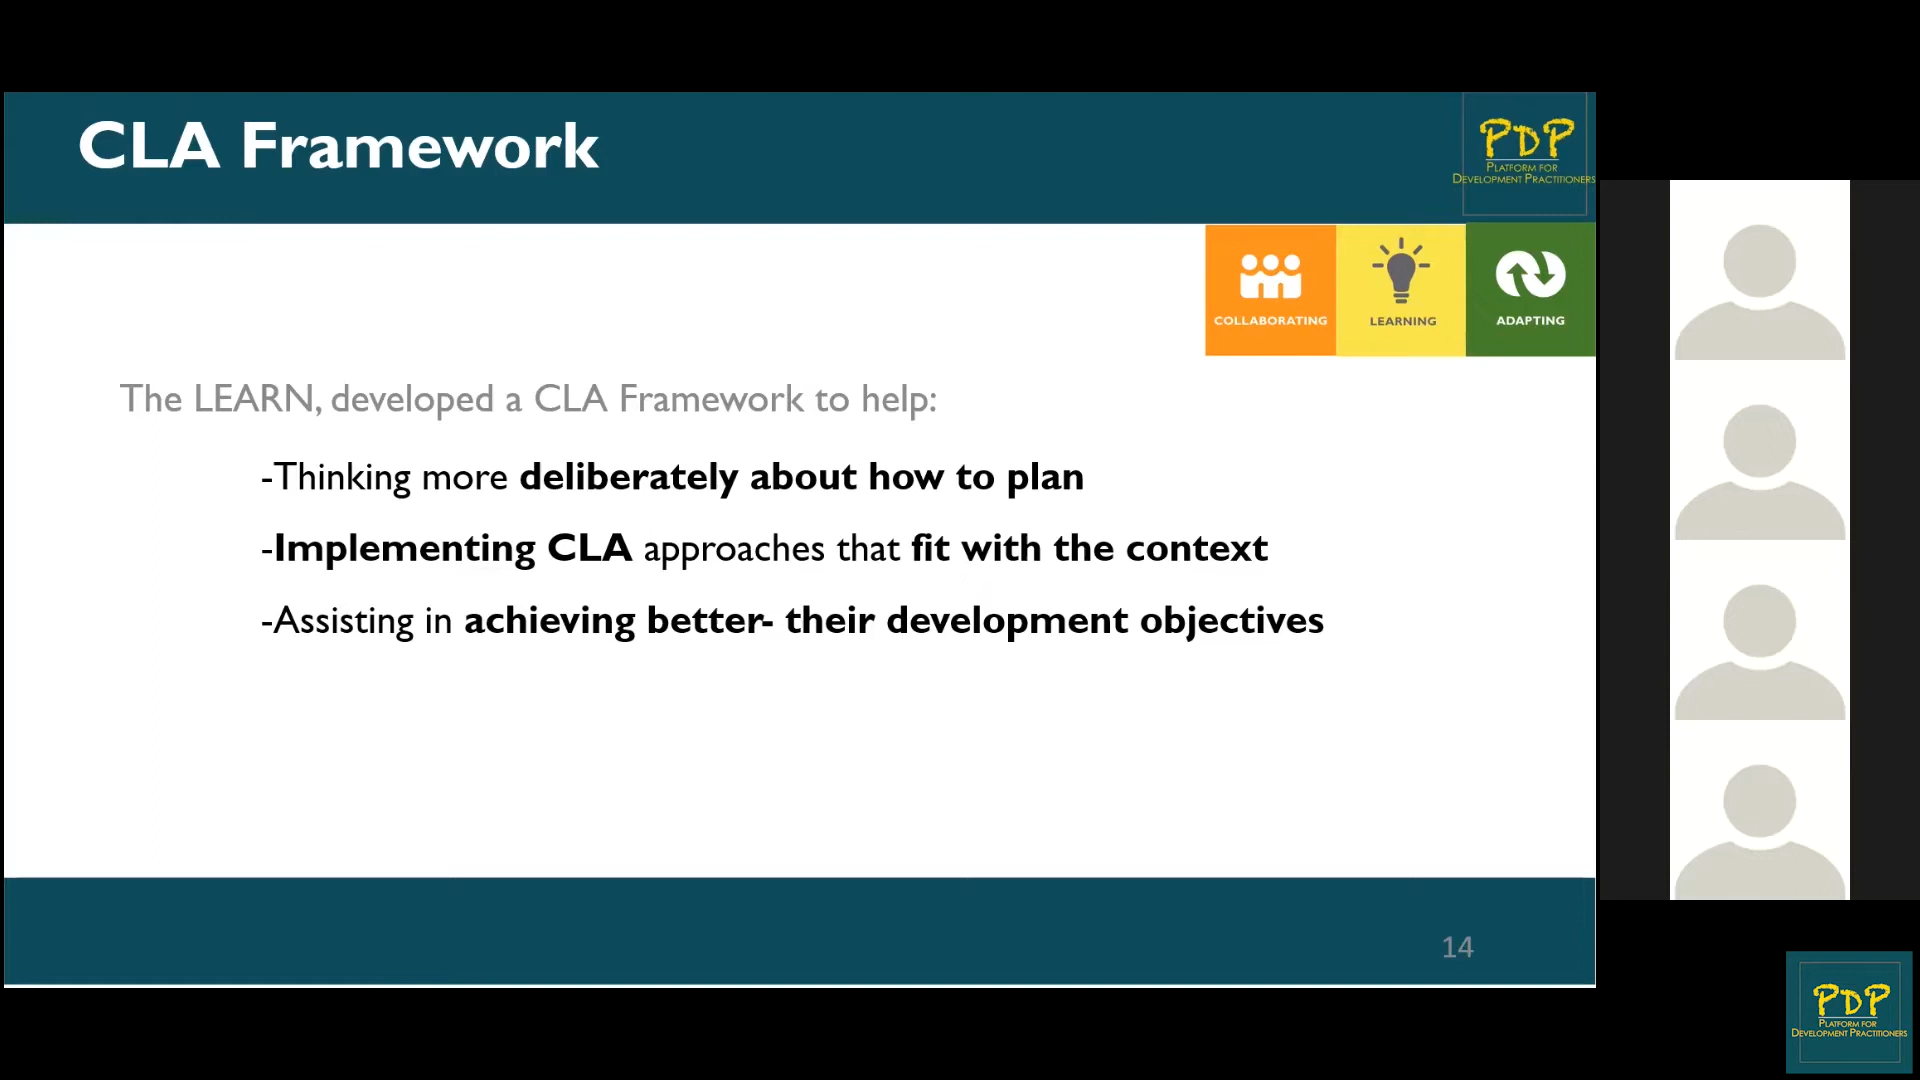 CLA Framework
PDP
PLATFORM FOR
DEVELOPMENT PRACTITIONERS
COLLABORATING
LEARNING
ADAPTING
The LEARN, developed a CLA Framework to help:
-Thinking more deliberately about how to plan
-Implementing CLA approaches that fit with the context
-Assisting in achieving better- their development objectives
14
PDP
PLATFORM FOR
DEVELOPMENT PRACTITIONERS